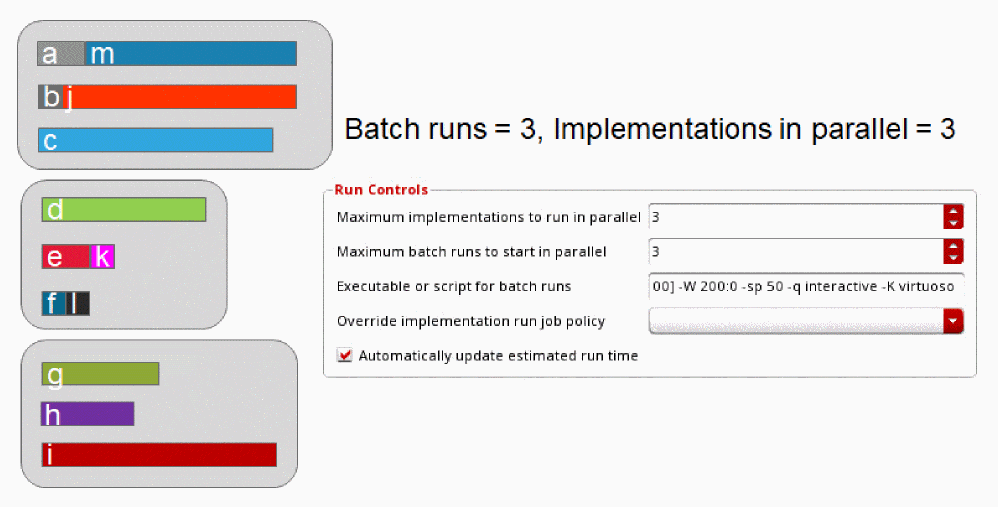 a m
b j
c
Batch runs = 3, Implementations in parallel = 3
d
e k
f l
g
h
i
Run Controls
Maximum implementations to run in parallel 3
Maximum batch runs to start in parallel 3
Executable or script for batch runs 00] -W 200:0 -sp 50 -q interactive -K virtuoso
Override implementation run job policy
Automatically update estimated run time